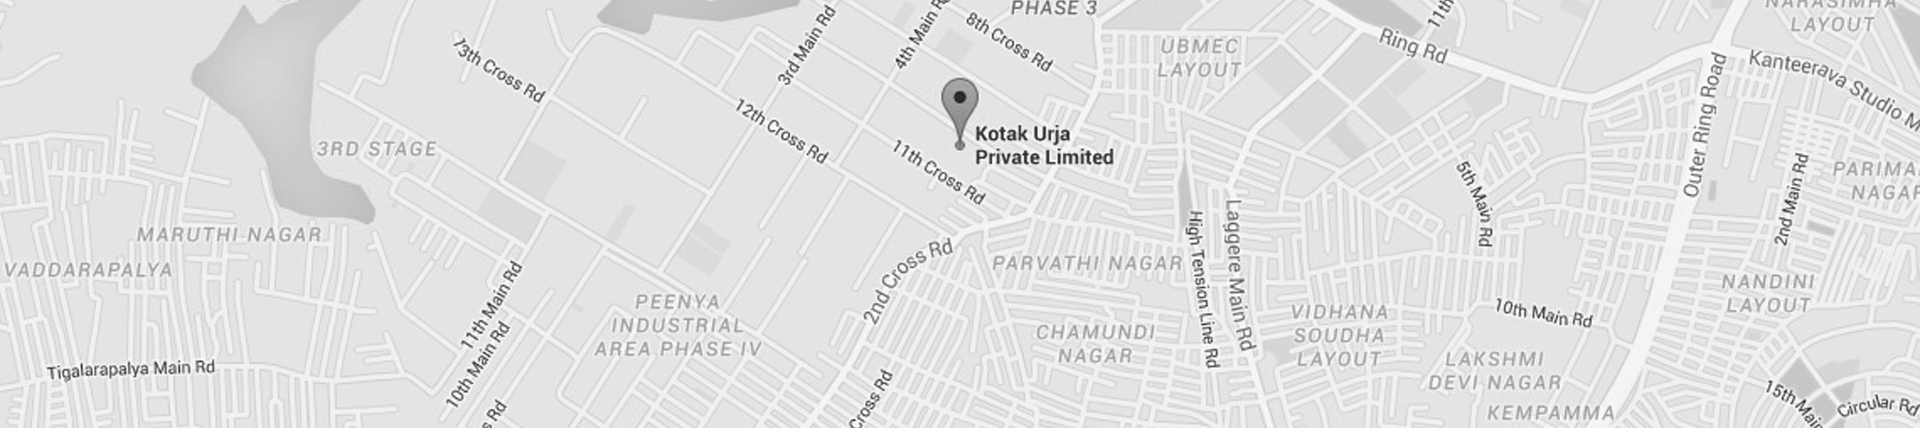 PHASE 3
NARASIMHA
LAYOUT
8th Cross Rd
4th Main R
3rd Main Rd
11th
Ring Rd
UBMEC
LAYOUT
13th Cross Rd
Kanteerava Studio M
Outer Ring Road
12th Cross Rd
Kotak Urja
Private Limited
3RD STAGE
11th Cross Rd
5th Main Rd
PARIMA
NAGAR
2nd Main Rd
MARUTHI NAGAR
VADDARAPALYA
2nd Cross Rd
PARVATHI NAGAR
High Tension Line Rd
Laggere Main Rd
NANDINI
LAYOUT
11th Main Rd
PEENYA
INDUSTRIAL
AREA PHASE IV
10th Main Rd
VIDHANA
SOUDHA
LAYOUT
CHAMUNDI
NAGAR
10th Main Rd
LAKSHMI
DEVI NAGAR
Tigalarapalya Main Rd
Cross Rd
s Rd
KEMPAMMA
15th Mai
Circular Rd